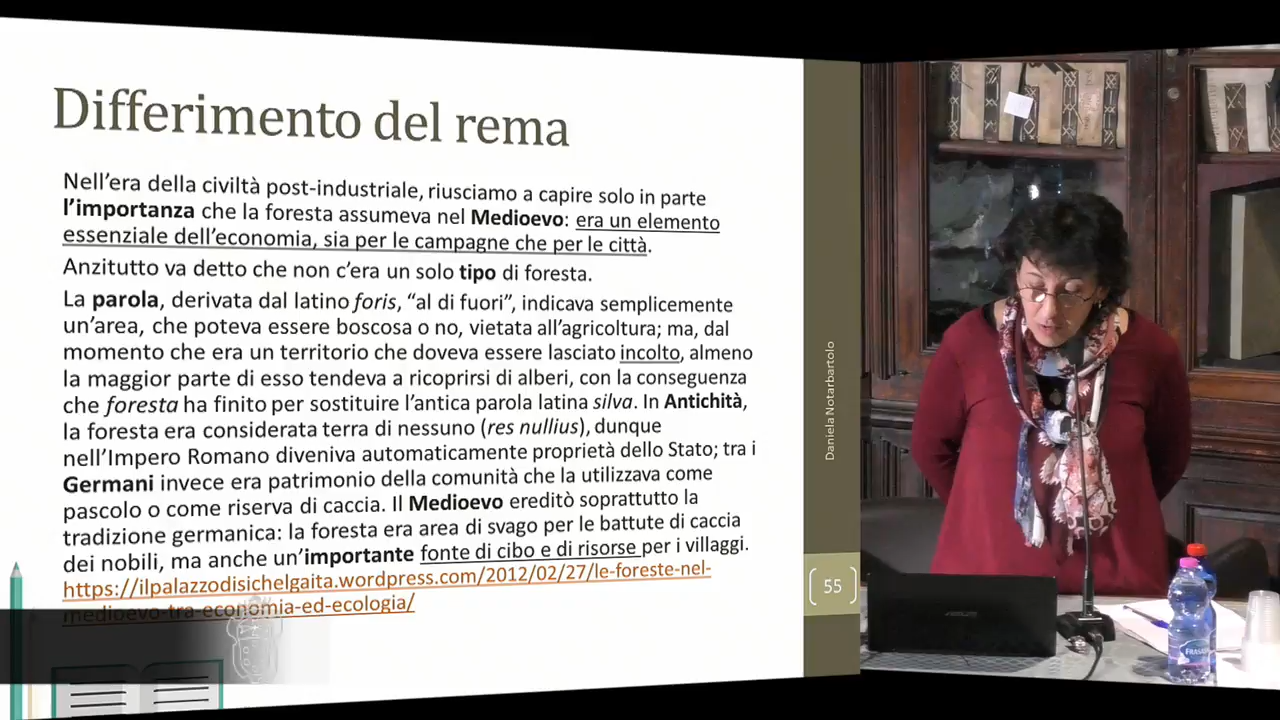 Differimento del rema
Nell'era della civiltà post-industriale, riusciamo a capire solo in parte
l'importanza che la foresta assumeva nel Medioevo: era un elemento
essenziale dell'economia, sia per le campagne che per le città.
Anzitutto va detto che non c'era un solo tipo di foresta.
La parola, derivata dal latino foris, “al di fuori”, indicava semplicemente
un'area, che poteva essere boscosa o no, vietata all'agricoltura; ma, dal
momento che era un territorio che doveva essere lasciato incolto, almeno
la maggior parte di esso tendeva a ricoprirsi di alberi, con la conseguenza
che foresta ha finito per sostituire l'antica parola latina silva. In Antichità,
la foresta era considerata terra di nessuno (res nullius), dunque
nell'Impero Romano diveniva automaticamente proprietà dello Stato; tra i
Germani invece era patrimonio della comunità che la utilizzava come
pascolo o come riserva di caccia. Il Medioevo ereditò soprattutto la
tradizione germanica: la foresta era area di svago per le battute di caccia
dei nobili, ma anche un'importante fonte di cibo e di risorse per i villaggi.
https://ilpalazzodisichelgaita.wordpress.com/2012/02/27/le-foreste-nel-
medioevo-tra-economia-ed-ecologia/
Daniela Notarbartolo
55
ASUS